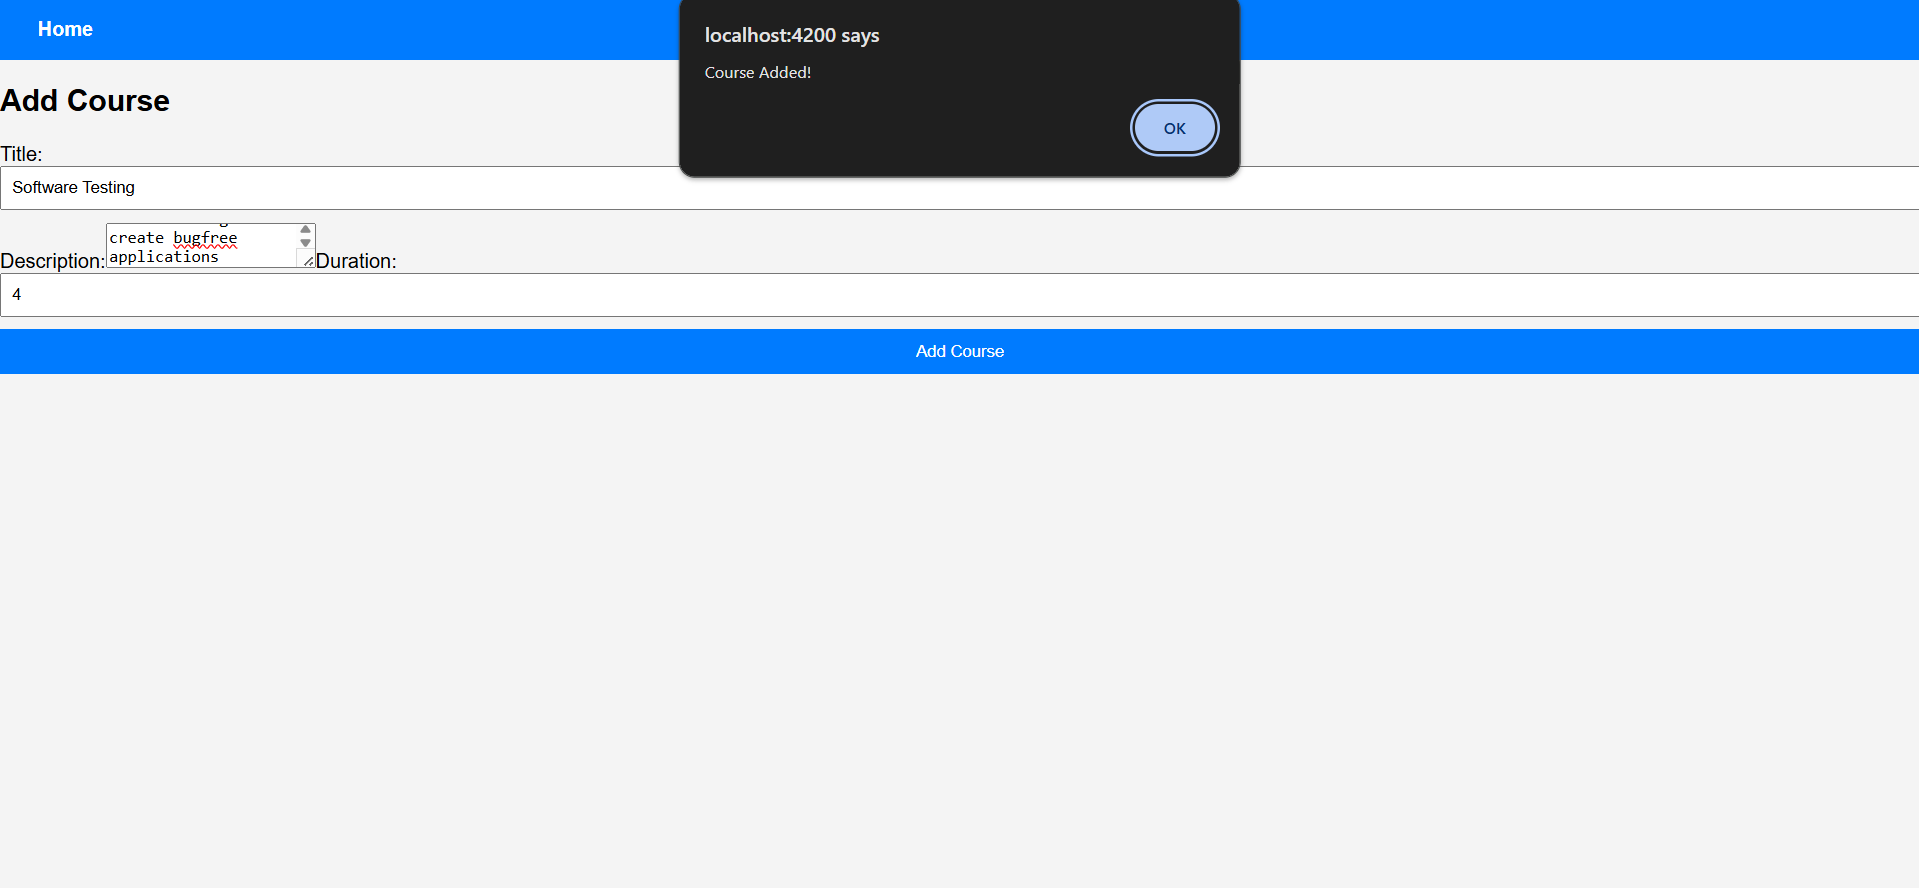 Home
localhost:4200 says
Course Added!
OK
Add Course
Title:
Software Testing
Description:
create bugfree
applications
Duration:
4
Add Course